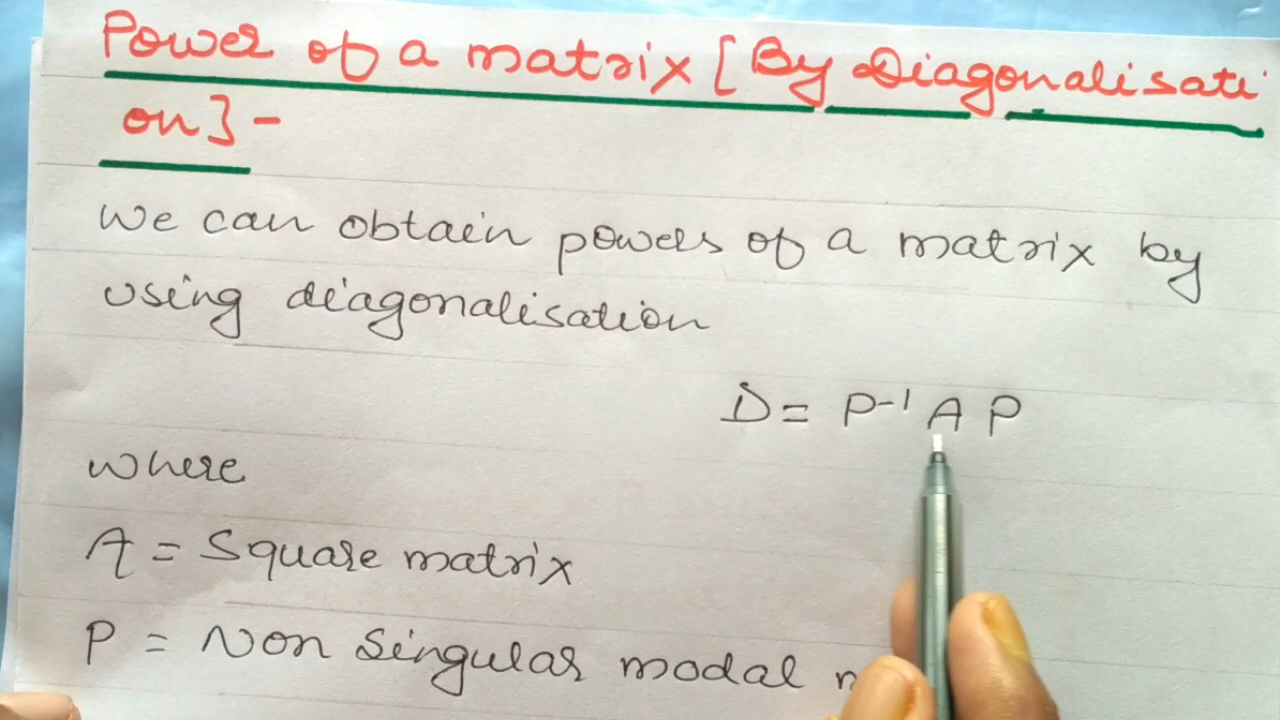 Power of a matrix [By Diagonalisati
on] -
We can obtain powers of a matrix by
using diagonalisation
D = P-1 A P
where
A = Square matrix
P = Non Singular modal